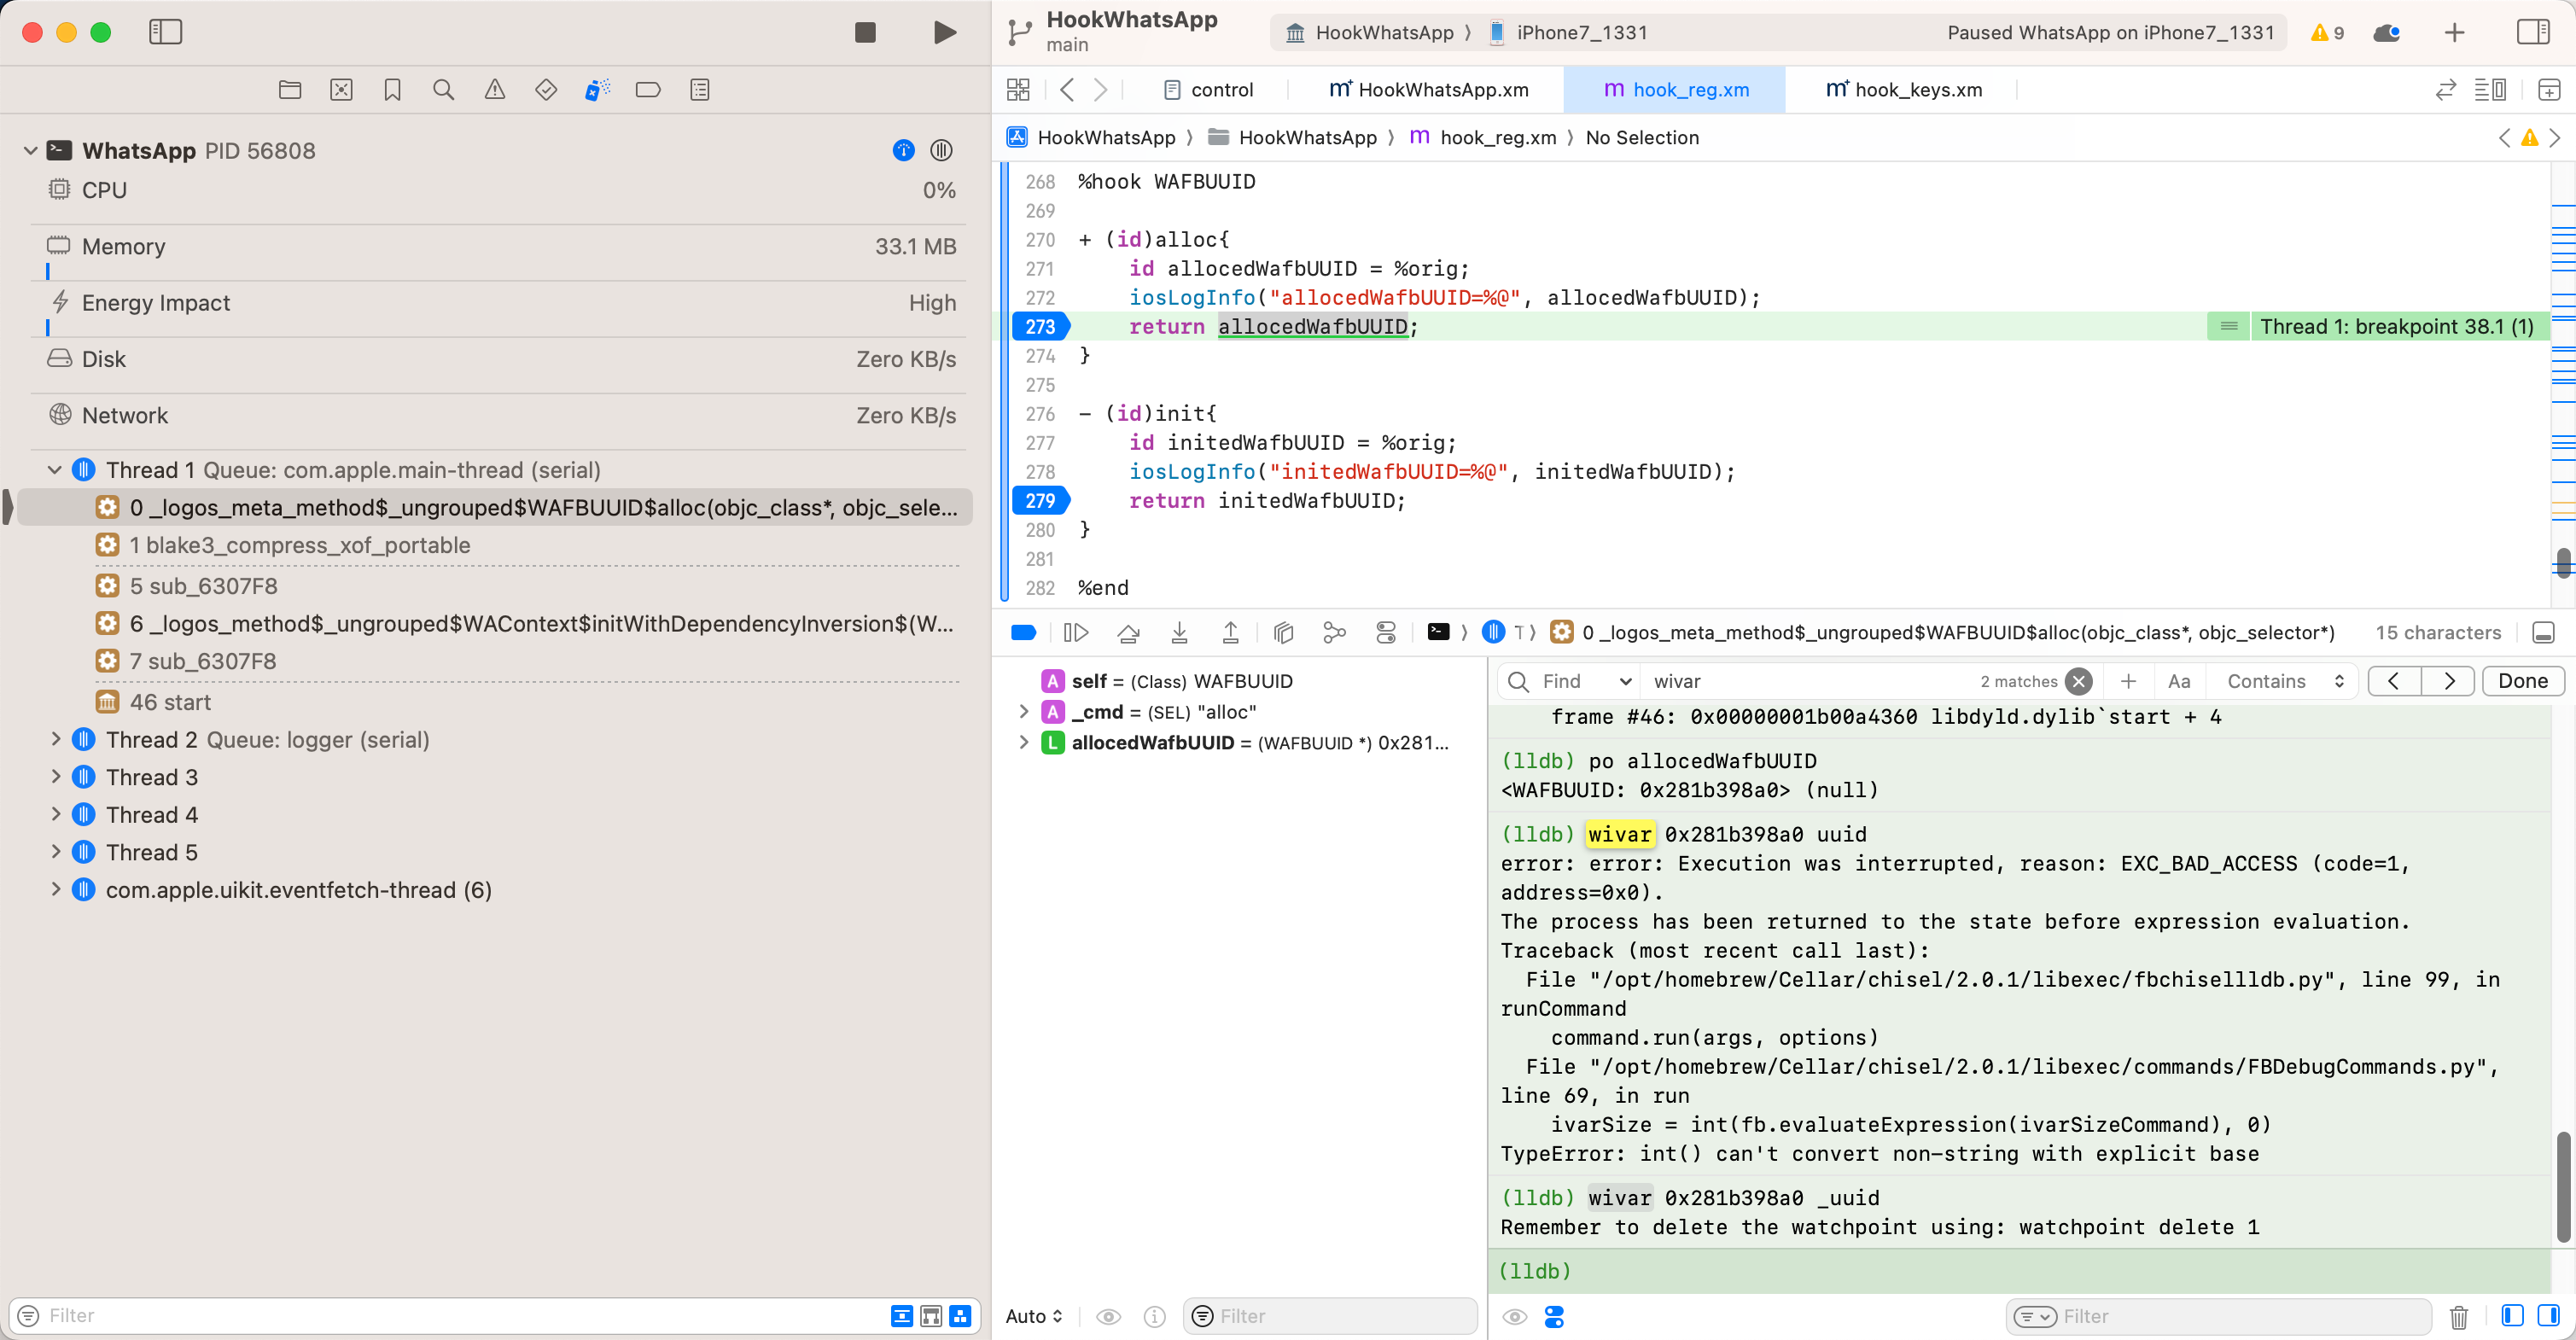 HookWhatsApp
main
HookWhatsApp 〉 iPhone7_1331
Paused WhatsApp on iPhone7_1331
9
control
HookWhatsApp.xm
hook_reg.xm
hook_keys.xm
HookWhatsApp 〉 HookWhatsApp 〉 m hook_reg.xm 〉 No Selection
WhatsApp PID 56808
CPU 0%
Memory 33.1 MB
Energy Impact High
Disk Zero KB/s
Network Zero KB/s
Thread 1 Queue: com.apple.main-thread (serial)
0 _logos_meta_method$_ungrouped$WAFBUUID$alloc(objc_class*, objc_sele...
1 blake3_compress_xof_portable
5 sub_6307F8
6 _logos_method$_ungrouped$WAContext$initWithDependencyInversion$(W...
7 sub_6307F8
46 start
Thread 2 Queue: logger (serial)
Thread 3
Thread 4
Thread 5
com.apple.uikit.eventfetch-thread (6)
Filter
268 %hook WAFBUUID
269
270 + (id)alloc{
271 id allocedWafbUUID = %orig;
272 iosLogInfo("allocedWafbUUID=%@", allocedWafbUUID);
273 return allocedWafbUUID;
Thread 1: breakpoint 38.1 (1)
274 }
275
276 - (id)init{
277 id initedWafbUUID = %orig;
278 iosLogInfo("initedWafbUUID=%@", initedWafbUUID);
279 return initedWafbUUID;
280 }
281
282 %end
T 〉 0 _logos_meta_method$_ungrouped$WAFBUUID$alloc(objc_class*, objc_selector*)
15 characters
A self = (Class) WAFBUUID
A _cmd = (SEL) "alloc"
L allocedWafbUUID = (WAFBUUID *) 0x281...
Auto
Filter
Find wivar 2 matches Aa Contains Done
frame #46: 0x00000001b00a4360 libdyld.dylib`start + 4
(lldb) po allocedWafbUUID
<WAFBUUID: 0x281b398a0> (null)
(lldb) wivar 0x281b398a0 uuid
error: error: Execution was interrupted, reason: EXC_BAD_ACCESS (code=1,
address=0x0).
The process has been returned to the state before expression evaluation.
Traceback (most recent call last):
File "/opt/homebrew/Cellar/chisel/2.0.1/libexec/fbchisellldb.py", line 99, in
runCommand
command.run(args, options)
File "/opt/homebrew/Cellar/chisel/2.0.1/libexec/commands/FBDebugCommands.py",
line 69, in run
ivarSize = int(fb.evaluateExpression(ivarSizeCommand), 0)
TypeError: int() can't convert non-string with explicit base
(lldb) wivar 0x281b398a0 _uuid
Remember to delete the watchpoint using: watchpoint delete 1
(lldb)
Filter